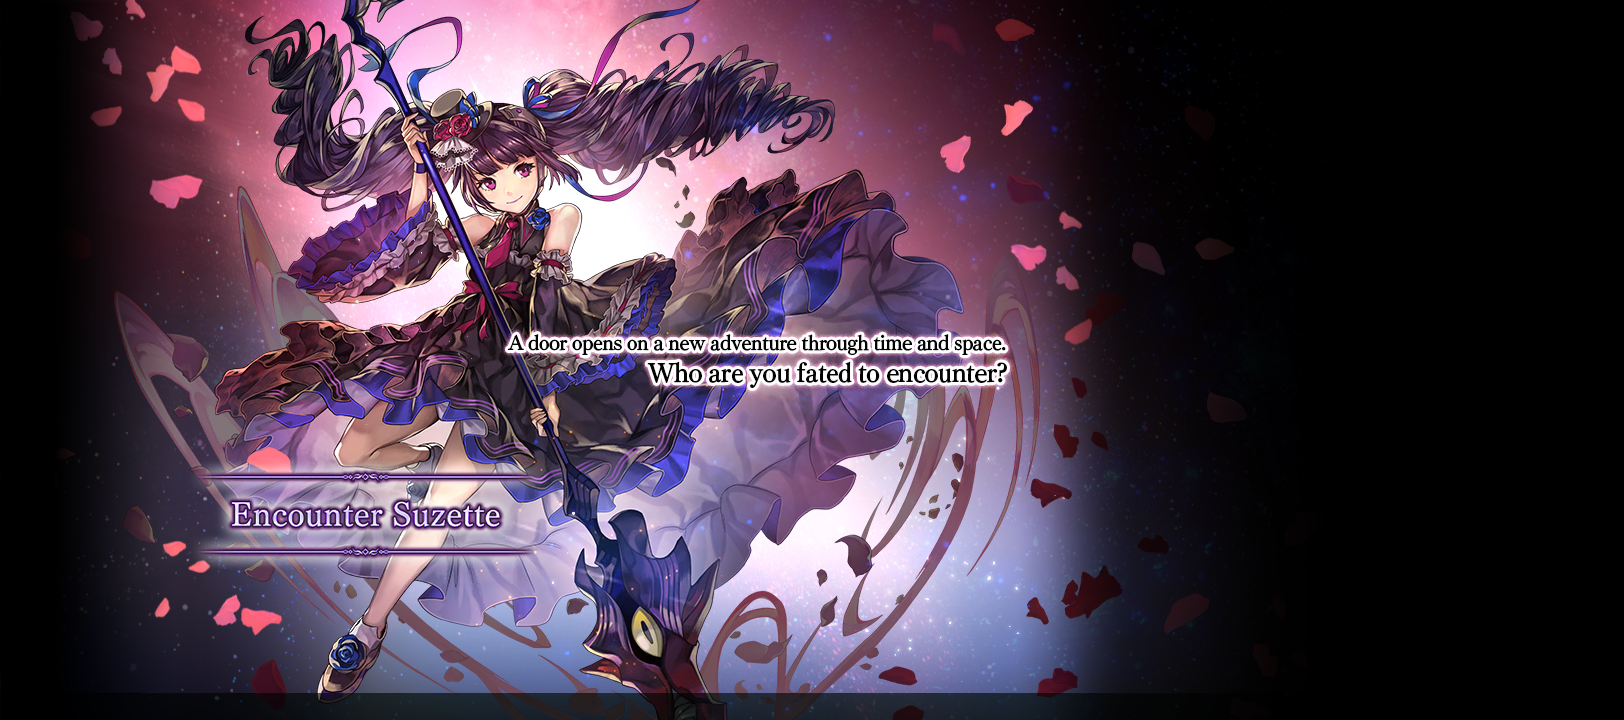 A door opens on a new adventure through time and space.
Who are you fated to encounter?
Encounter Suzette